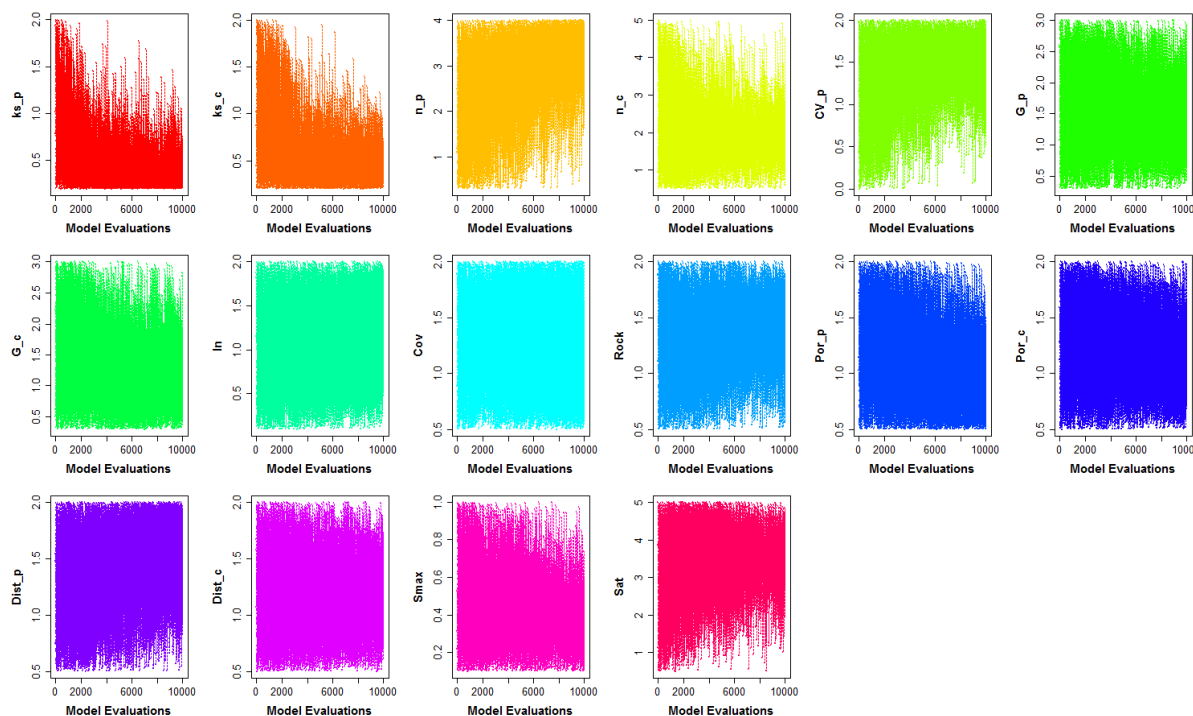 ks_p
2.0
1.5
1.0
0.5
0 2000 6000 10000
Model Evaluations
ks_c
2.0
1.5
1.0
0.5
0 2000 6000 10000
Model Evaluations
n_p
4
3
2
1
0 2000 6000 10000
Model Evaluations
n_c
5
4
3
2
1
0 2000 6000 10000
Model Evaluations
CV_p
2.0
1.5
1.0
0.5
0.0
0 2000 6000 10000
Model Evaluations
G_p
3.0
2.5
2.0
1.5
1.0
0.5
0 2000 6000 1000
Model Evaluations
G_c
3.0
2.5
2.0
1.5
1.0
0.5
0 2000 6000 10000
Model Evaluations
In
2.0
1.5
1.0
0.5
0 2000 6000 10000
Model Evaluations
Cov
2.0
1.5
1.0
0.5
0 2000 6000 10000
Model Evaluations
Rock
2.0
1.5
1.0
0.5
0 2000 6000 10000
Model Evaluations
Por_p
2.0
1.5
1.0
0.5
0 2000 6000 10000
Model Evaluations
Por_c
2.0
1.5
1.0
0.5
0 2000 6000 1000
Model Evaluations
Dist_p
2.0
1.5
1.0
0.5
0 2000 6000 10000
Model Evaluations
Dist_c
2.0
1.5
1.0
0.5
0 2000 6000 10000
Model Evaluations
Smax
1.0
0.8
0.6
0.4
0.2
0 2000 6000 10000
Model Evaluations
Sat
5
4
3
2
1
0 2000 6000 10000
Model Evaluations